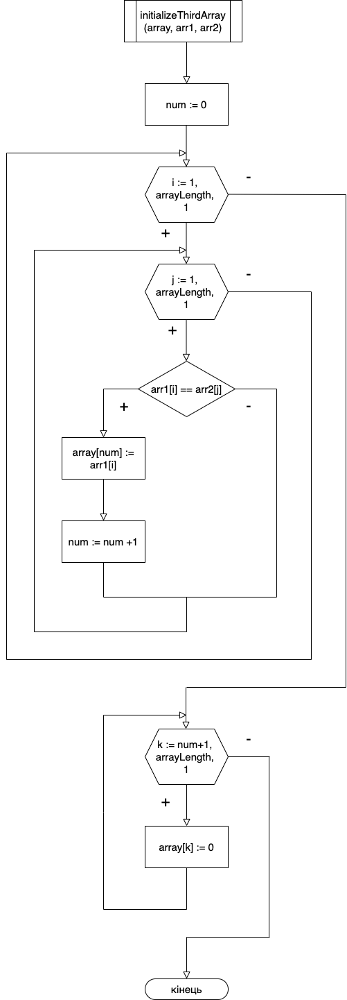 initializeThirdArray
(array, arr1, arr2)
num := 0
i := 1,
arrayLength,
1
-
+
j := 1,
arrayLength,
1
-
+
arr1[i] == arr2[j]
+
-
array[num] :=
arr1[i]
num := num +1
k := num+1,
arrayLength,
1
-
+
array[k] := 0
кінець